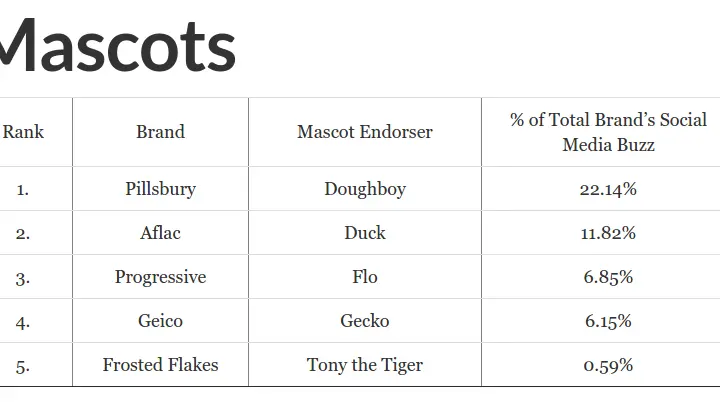 Mascots
Rank Brand Mascot Endorser % of Total Brand’s Social
Media Buzz
1. Pillsbury Doughboy 22.14%
2. Aflac Duck 11.82%
3. Progressive Flo 6.85%
4. Geico Gecko 6.15%
5. Frosted Flakes Tony the Tiger 0.59%